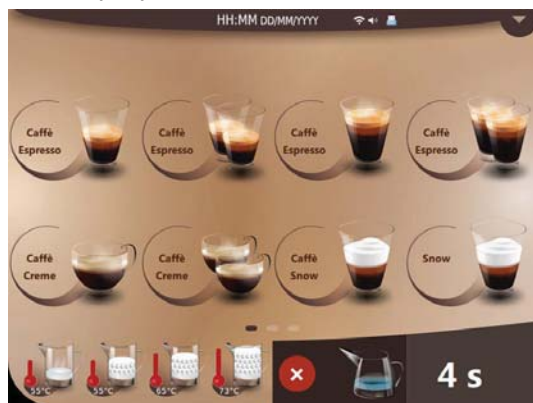 HH:MM DD/MM/YYYY
Caffè
Espresso
Caffè
Espresso
Caffè
Espresso
Caffè
Espresso
Caffè
Creme
Caffè
Creme
Caffè
Snow
Snow
55°C
55°C
65°C
73°C
4 s